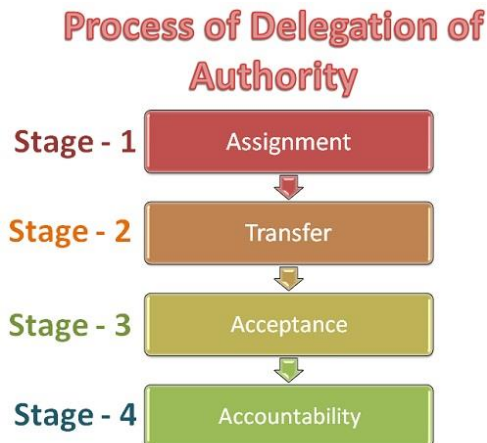 Process of Delegation of
Authority
Stage - 1 Assignment
Stage - 2 Transfer
Stage - 3 Acceptance
Stage - 4 Accountability